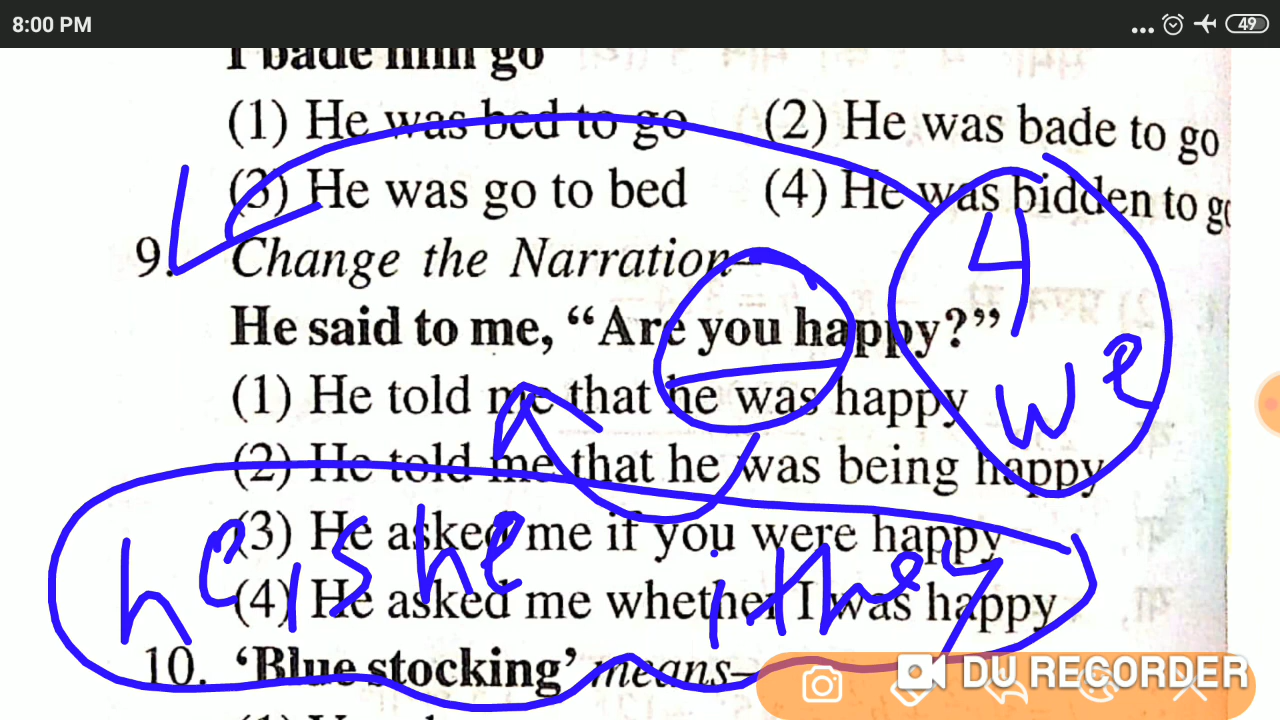 8:00 PM
49
I bade him go
(1) He was bed to go (2) He was bade to go
(3) He was go to bed (4) He was bidden to go
4
9. Change the Narration–
He said to me, “Are you happy?”
we
(1) He told me that he was happy
(2) He told me that he was being happy
(3) He asked me if you were happy
he, she i, they
(4) He asked me whether I was happy
10. ‘Blue stocking’ means–
DU RECORDER
(1)